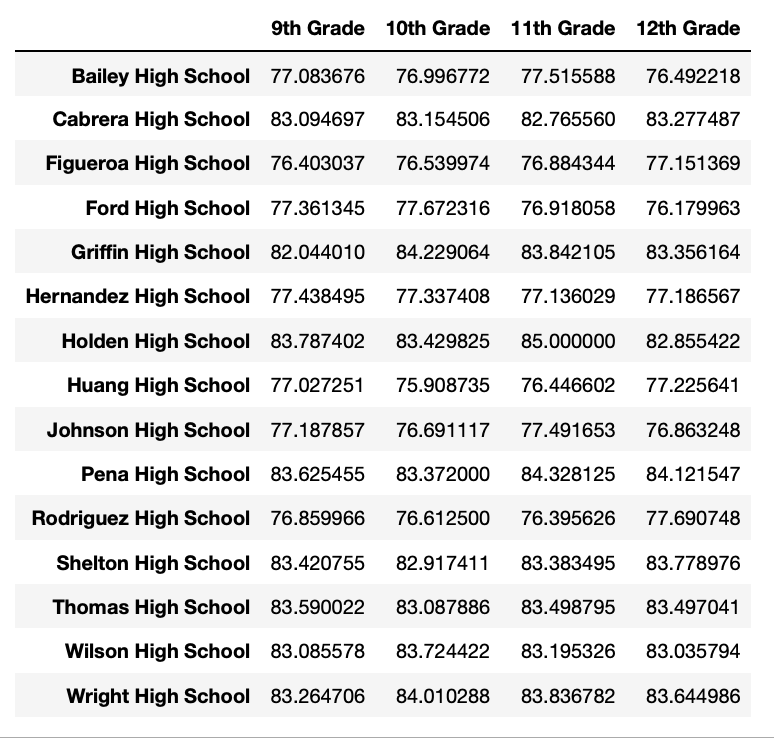 9th Grade 10th Grade 11th Grade 12th Grade
Bailey High School 77.083676 76.996772 77.515588 76.492218
Cabrera High School 83.094697 83.154506 82.765560 83.277487
Figueroa High School 76.403037 76.539974 76.884344 77.151369
Ford High School 77.361345 77.672316 76.918058 76.179963
Griffin High School 82.044010 84.229064 83.842105 83.356164
Hernandez High School 77.438495 77.337408 77.136029 77.186567
Holden High School 83.787402 83.429825 85.000000 82.855422
Huang High School 77.027251 75.908735 76.446602 77.225641
Johnson High School 77.187857 76.691117 77.491653 76.863248
Pena High School 83.625455 83.372000 84.328125 84.121547
Rodriguez High School 76.859966 76.612500 76.395626 77.690748
Shelton High School 83.420755 82.917411 83.383495 83.778976
Thomas High School 83.590022 83.087886 83.498795 83.497041
Wilson High School 83.085578 83.724422 83.195326 83.035794
Wright High School 83.264706 84.010288 83.836782 83.644986